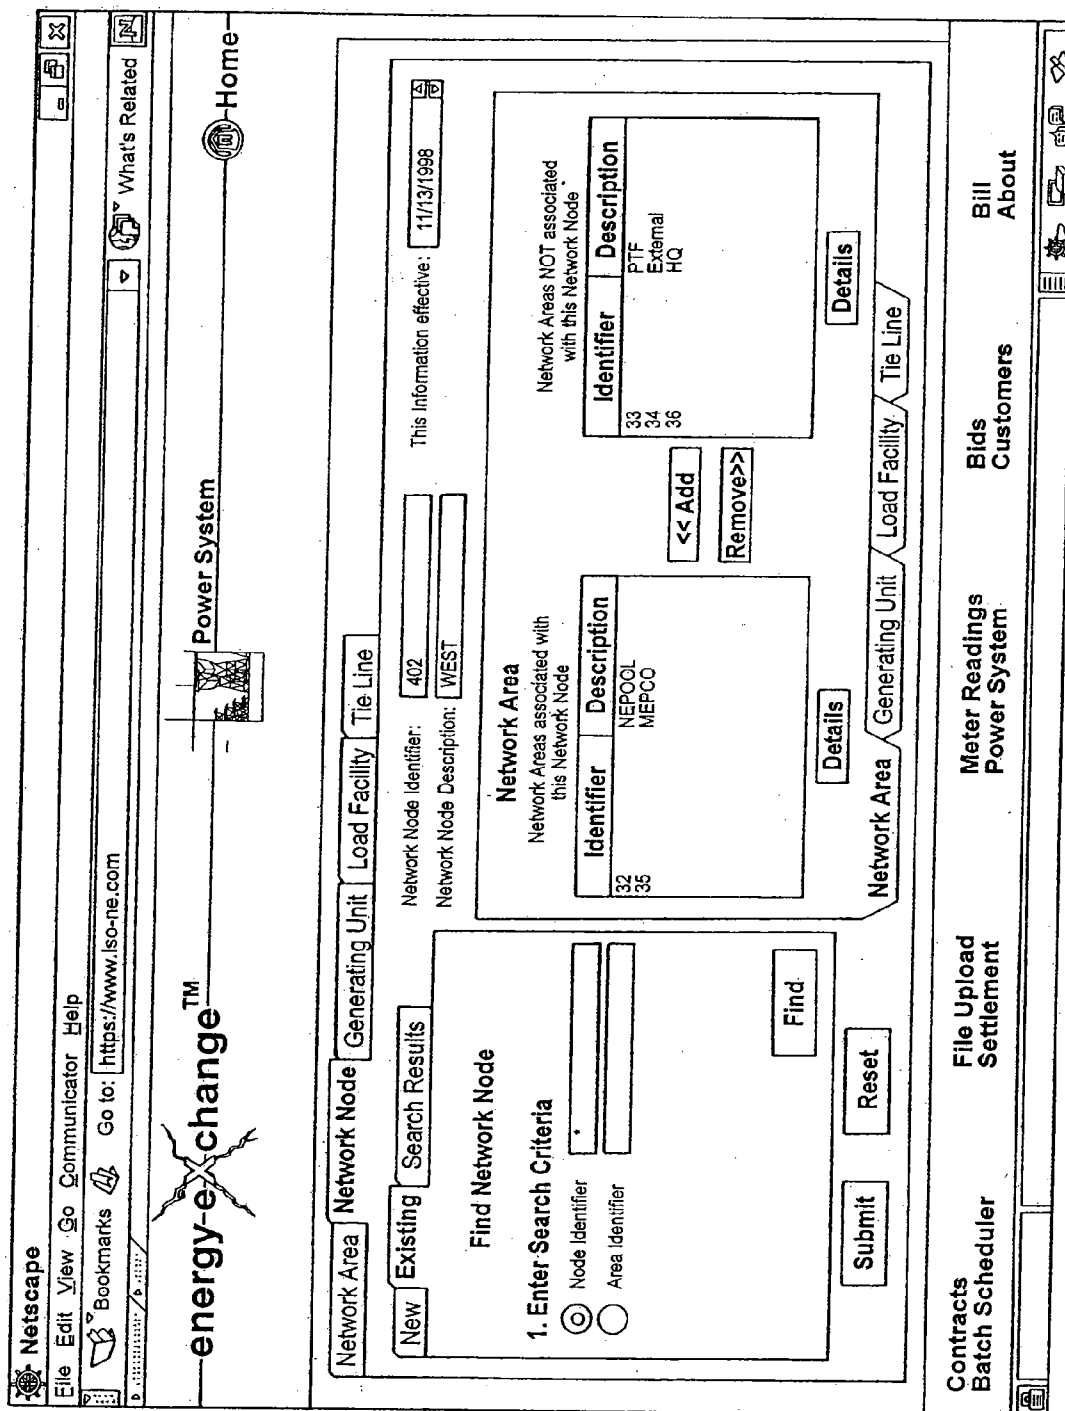 Netscape
File Edit View Go Communicator Help
Bookmarks Go to: https://www.lso-ne.com What's Related
energy-eXchange™ Power System Home
Network Area Network Node Generating Unit Load Facility Tie Line
New Existing Search Results
Find Network Node
1. Enter Search Criteria
Node Identifier *
Area Identifier
Find
Submit Reset
Network Node Identifier: 402 This Information effective: 11/13/1998
Network Node Description: WEST
Network Area
Network Areas associated with
this Network Node
Identifier Description
32 NEPOOL
35 MEPCO
Details
<< Add
Remove>>
Network Areas NOT associated
with this Network Node
Identifier Description
33 PTF
34 External
36 HQ
Details
Network Area Generating Unit Load Facility Tie Line
Contracts File Upload Meter Readings Bids Bill
Batch Scheduler Settlement Power System Customers About